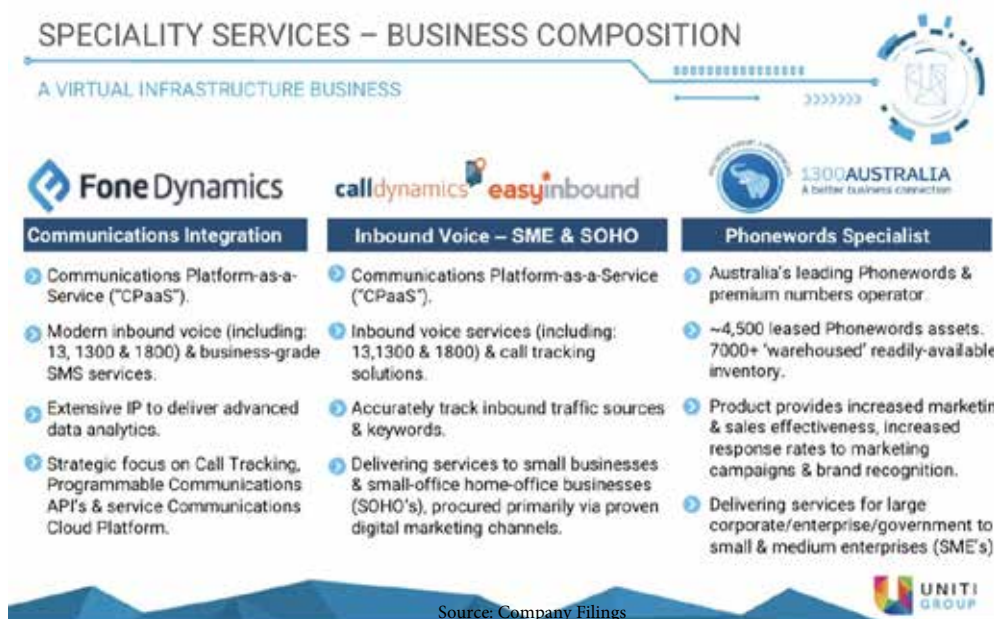 SPECIALITY SERVICES – BUSINESS COMPOSITION
A VIRTUAL INFRASTRUCTURE BUSINESS
Fone Dynamics
Communications Integration
Communications Platform-as-a-
Service ("CPaaS").
Modern inbound voice (including:
13, 1300 & 1800) & business-grade
SMS services.
Extensive IP to deliver advanced
data analytics.
Strategic focus on Call Tracking,
Programmable Communications
API's & service Communications
Cloud Platform.
calldynamics easyinbound
Inbound Voice – SME & SOHO
Communications Platform-as-a-Service
("CPaaS").
Inbound voice services (including:
13,1300 & 1800) & call tracking
solutions.
Accurately track inbound traffic sources
& keywords.
Delivering services to small businesses
& small-office home-office businesses
(SOHO's), procured primarily via proven
digital marketing channels.
1300AUSTRALIA
A better business connection
Phonewords Specialist
Australia's leading Phonewords &
premium numbers operator.
~4,500 leased Phonewords assets.
7000+ 'warehoused' readily-available
inventory.
Product provides increased marketin
& sales effectiveness, increased
response rates to marketing
campaigns & brand recognition.
Delivering services for large
corporate/enterprise/government to
small & medium enterprises (SME's)
UNITI
GROUP
Source: Company Filings